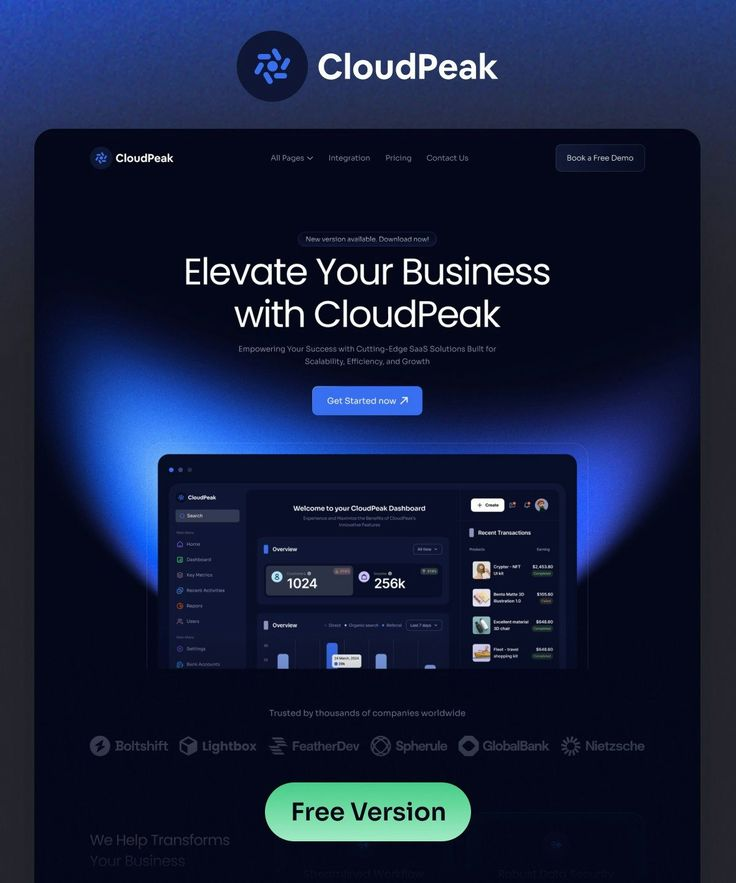 CloudPeak
CloudPeak
All Pages
Integration
Pricing
Contact Us
Book a Free Demo
New version available. Download now!
Elevate Your Business
with CloudPeak
Empowering Your Success with Cutting-Edge SaaS Solutions Built for
Scalability, Efficiency, and Growth
Get Started now
CloudPeak
Search
Home
Dashboard
Key Metrics
Recent Activities
Repors
Users
Settings
Bank Accounts
Welcome to your CloudPeak Dashboard
Experience and Maximize the Benefits of CloudPeak's
Innovative Features
Overview
All time
Customers
1024
Income
256k
Overview
Direct
Organic search
Referral
Last 7 days
+ Create
Recent Transactions
Products
Earning
Crypter - NFT
UI kit
$2,453.80
Completed
Bento Matte 3D
Illustration 1.0
$105.60
Excellent material
3D chair
$648.60
Completed
Fleet - travel
shopping kit
$648.60
Completed
Trusted by thousands of companies worldwide
Boltshift
Lightbox
FeatherDev
Spherule
GlobalBank
Nietzsche
Free Version
We Help Transforms
Your Business
Streamlined Workflow
Robust Data Security